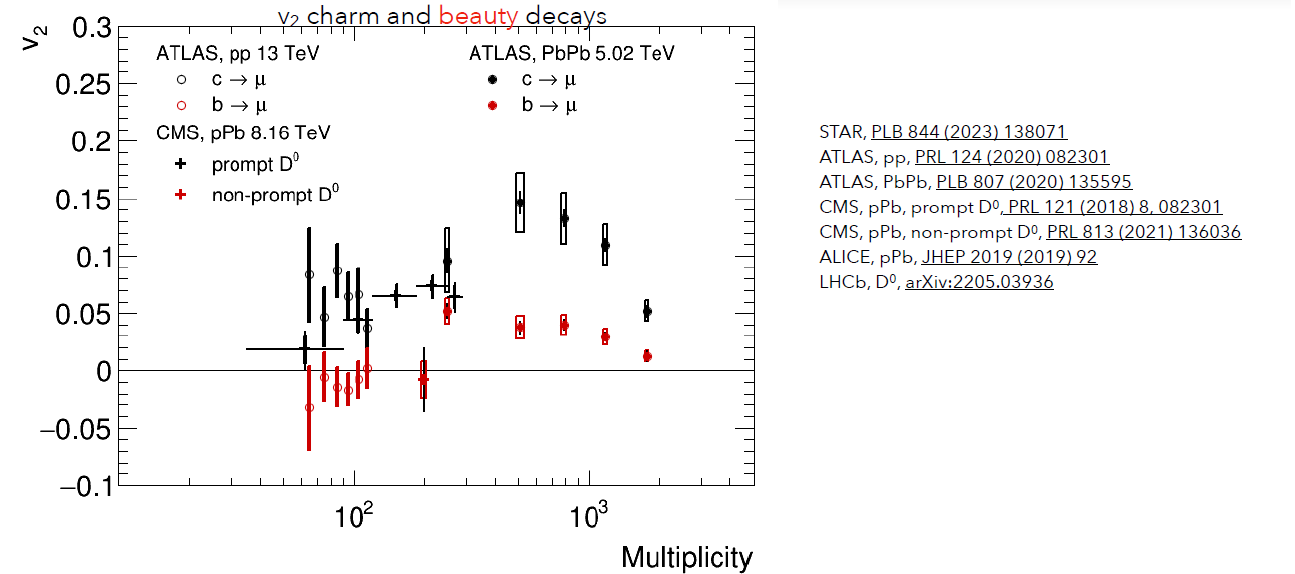 v₂ charm and beauty decays
v₂
0.3
0.25
0.2
0.15
0.1
0.05
0
−0.05
−0.1
ATLAS, pp 13 TeV
c → μ
b → μ
CMS, pPb 8.16 TeV
prompt D⁰
non-prompt D⁰
ATLAS, PbPb 5.02 TeV
c → μ
b → μ
10² 10³
Multiplicity
STAR, PLB 844 (2023) 138071
ATLAS, pp, PRL 124 (2020) 082301
ATLAS, PbPb, PLB 807 (2020) 135595
CMS, pPb, prompt D⁰, PRL 121 (2018) 8, 082301
CMS, pPb, non-prompt D⁰, PRL 813 (2021) 136036
ALICE, pPb, JHEP 2019 (2019) 92
LHCb, D⁰, arXiv:2205.03936